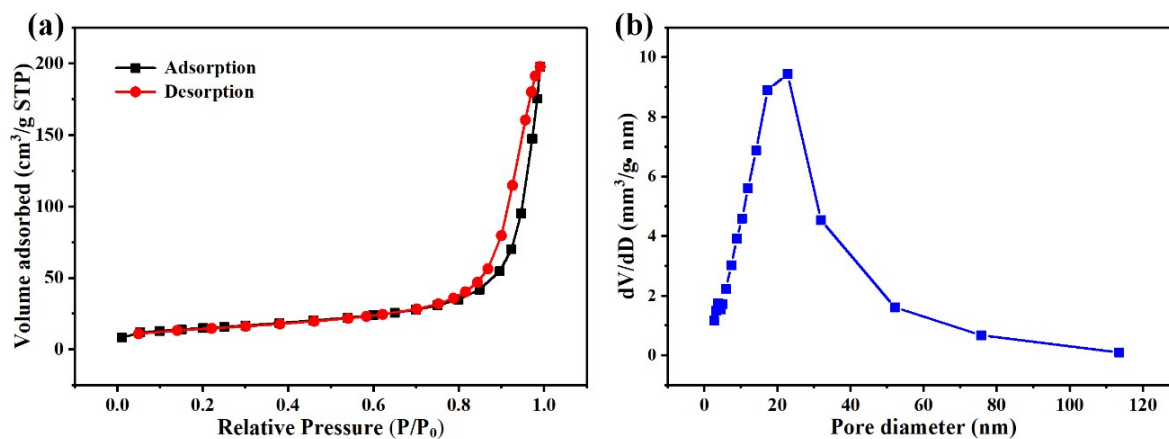 (a)
Adsorption
Desorption
Volume adsorbed (cm³/g STP)
200
150
100
50
0
0.0 0.2 0.4 0.6 0.8 1.0
Relative Pressure (P/P₀)
(b)
dV/dD (mm³/g• nm)
10
8
6
4
2
0
0 20 40 60 80 100 120
Pore diameter (nm)